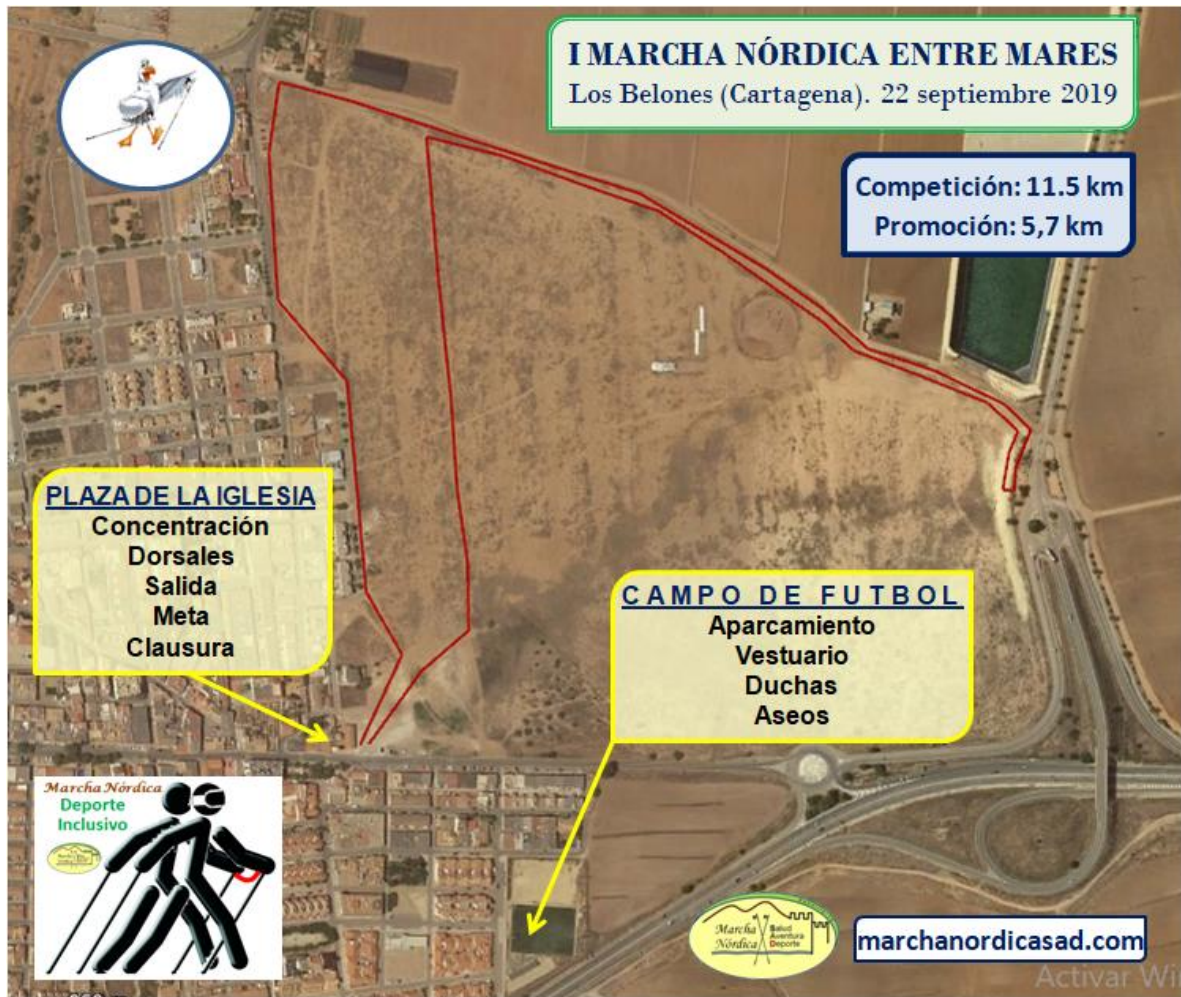 I MARCHA NÓRDICA ENTRE MARES
Los Belones (Cartagena). 22 septiembre 2019
Competición: 11.5 km
Promoción: 5,7 km
PLAZA DE LA IGLESIA
Concentración
Dorsales
Salida
Meta
Clausura
CAMPO DE FUTBOL
Aparcamiento
Vestuario
Duchas
Aseos
Marcha Nórdica
Deporte
Inclusivo
Marcha
Nórdica
Salud
Aventura
Deporte
marchanordicasad.com
Activar Wi